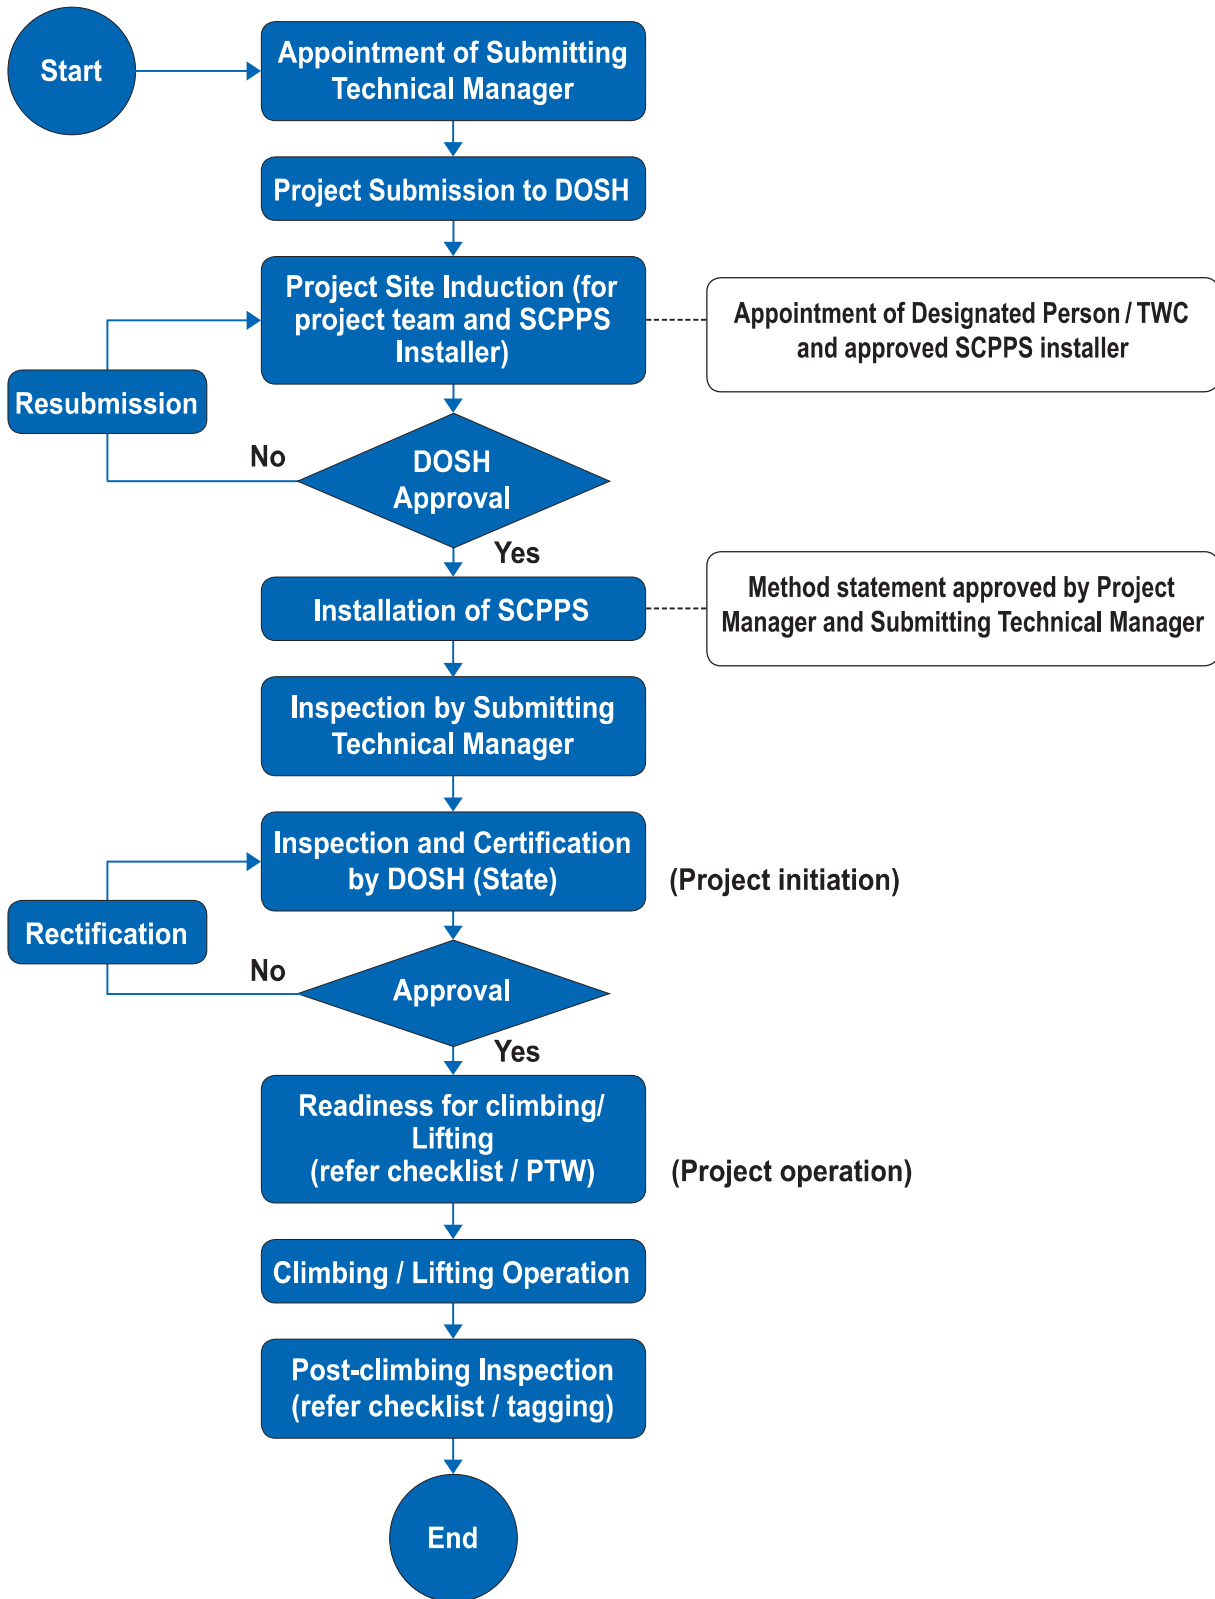 Start
Appointment of Submitting
Technical Manager
Project Submission to DOSH
Project Site Induction (for
project team and SCPPS
Installer)
Appointment of Designated Person / TWC
and approved SCPPS installer
Resubmission
No
DOSH
Approval
Yes
Installation of SCPPS
Method statement approved by Project
Manager and Submitting Technical Manager
Inspection by Submitting
Technical Manager
Inspection and Certification
by DOSH (State)
(Project initiation)
Rectification
No
Approval
Yes
Readiness for climbing/
Lifting
(refer checklist / PTW)
(Project operation)
Climbing / Lifting Operation
Post-climbing Inspection
(refer checklist / tagging)
End